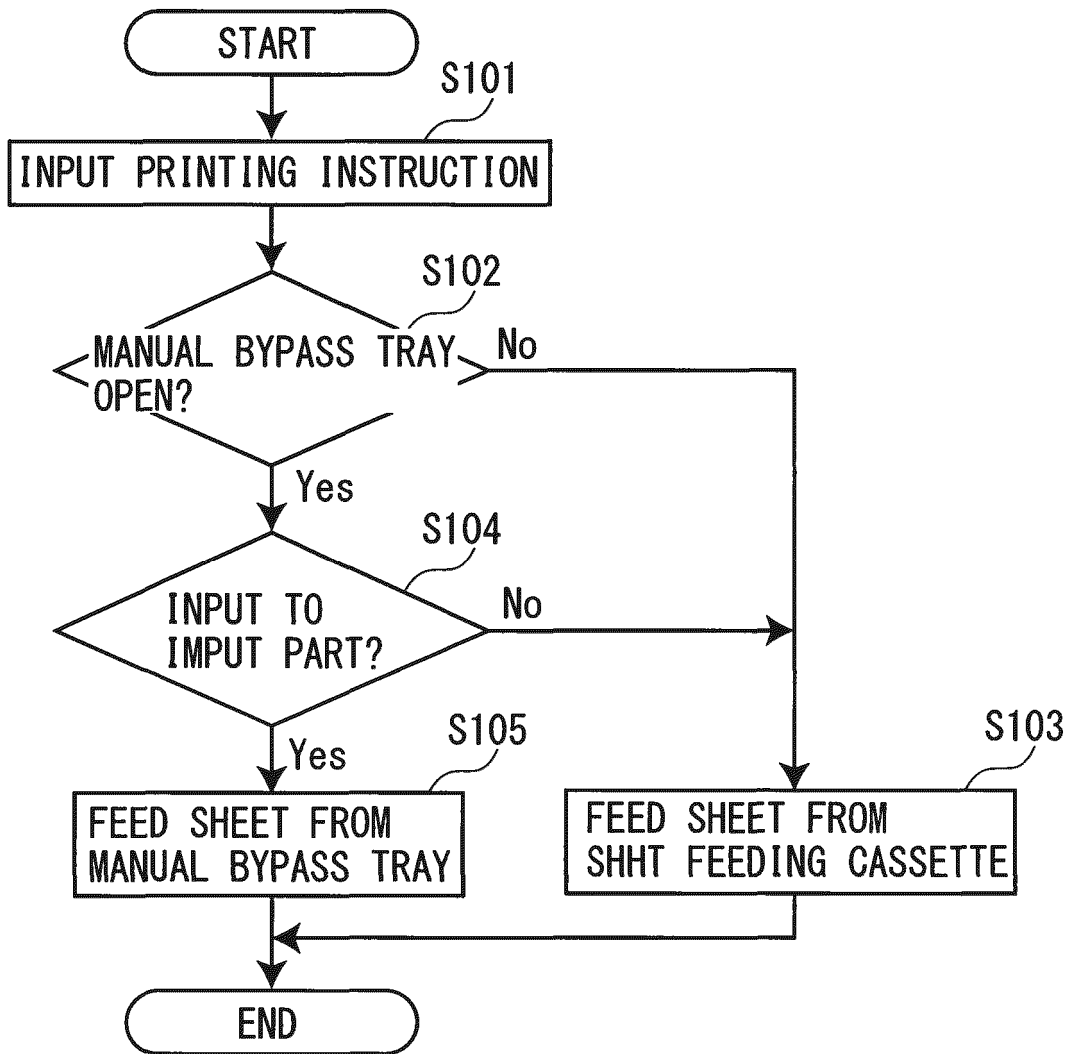 START
S101
INPUT PRINTING INSTRUCTION
S102
MANUAL BYPASS TRAY
OPEN?
No
Yes
S104
INPUT TO
IMPUT PART?
No
Yes
S105
FEED SHEET FROM
MANUAL BYPASS TRAY
S103
FEED SHEET FROM
SHHT FEEDING CASSETTE
END